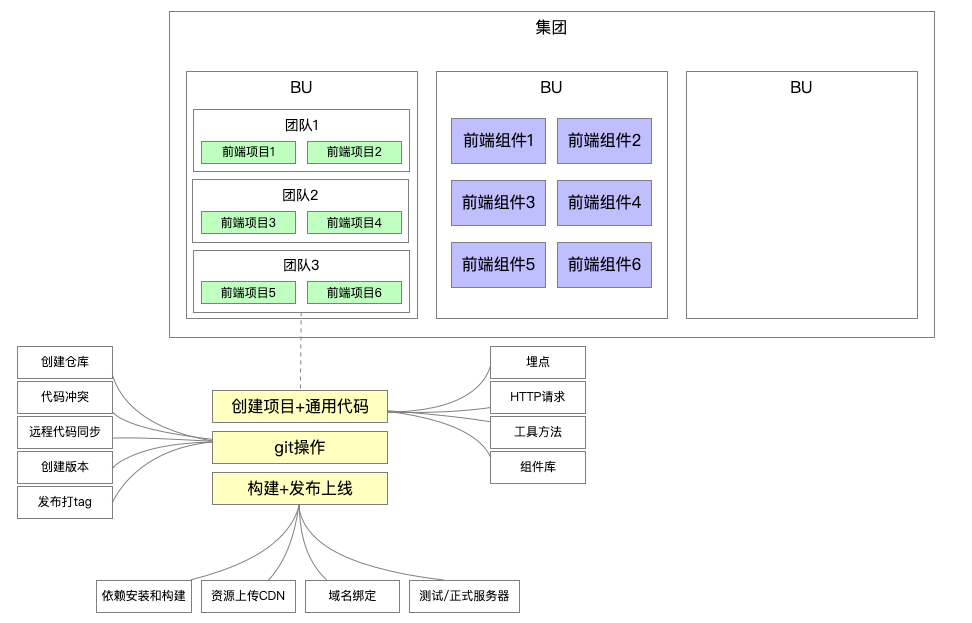 集团
BU
团队1
前端项目1
前端项目2
团队2
前端项目3
前端项目4
团队3
前端项目5
前端项目6
BU
前端组件1
前端组件2
前端组件3
前端组件4
前端组件5
前端组件6
BU
创建仓库
代码冲突
远程代码同步
创建版本
发布打tag
创建项目+通用代码
git操作
构建+发布上线
埋点
HTTP请求
工具方法
组件库
依赖安装和构建
资源上传CDN
域名绑定
测试/正式服务器